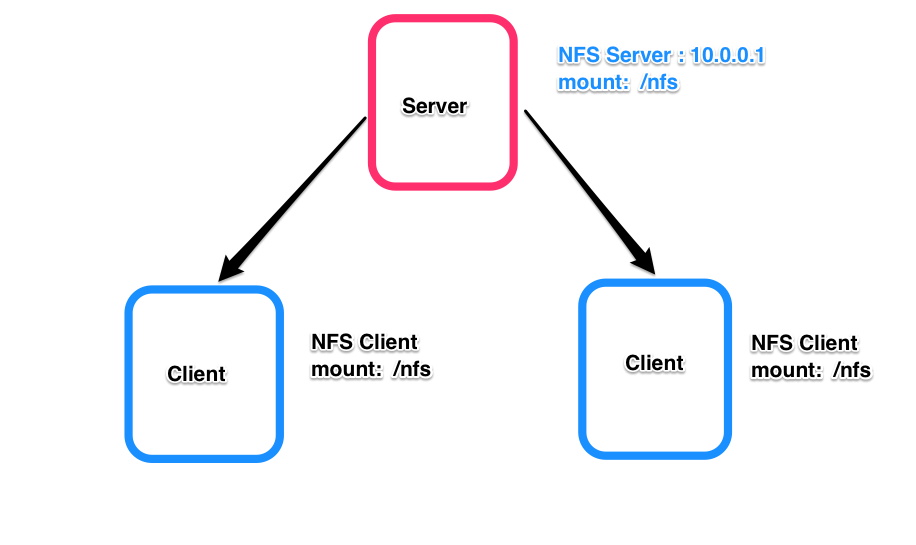 NFS Server : 10.0.0.1
mount:  /nfs
Server
Client
NFS Client
mount:  /nfs
Client
NFS Client
mount:  /nfs